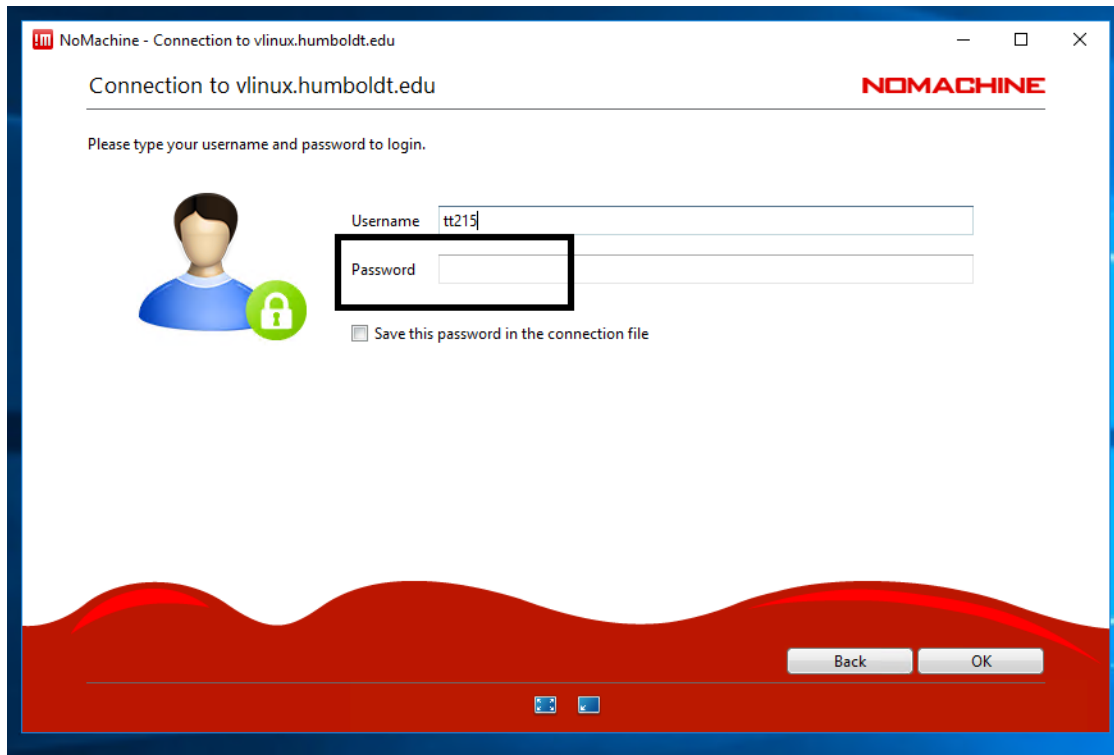 NoMachine - Connection to vlinux.humboldt.edu
Connection to vlinux.humboldt.edu
NOMACHINE
Please type your username and password to login.
Username tt215
Password
Save this password in the connection file
Back OK